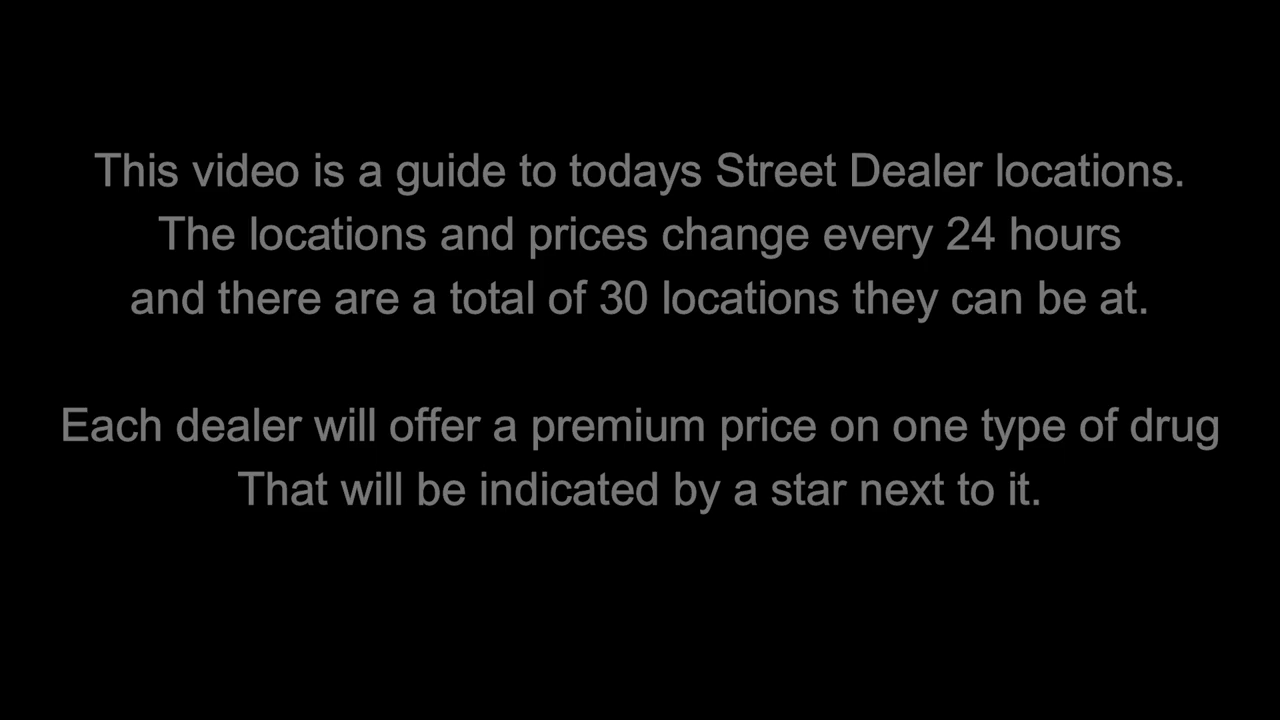 This video is a guide to todays Street Dealer locations.
The locations and prices change every 24 hours
and there are a total of 30 locations they can be at.
Each dealer will offer a premium price on one type of drug
That will be indicated by a star next to it.